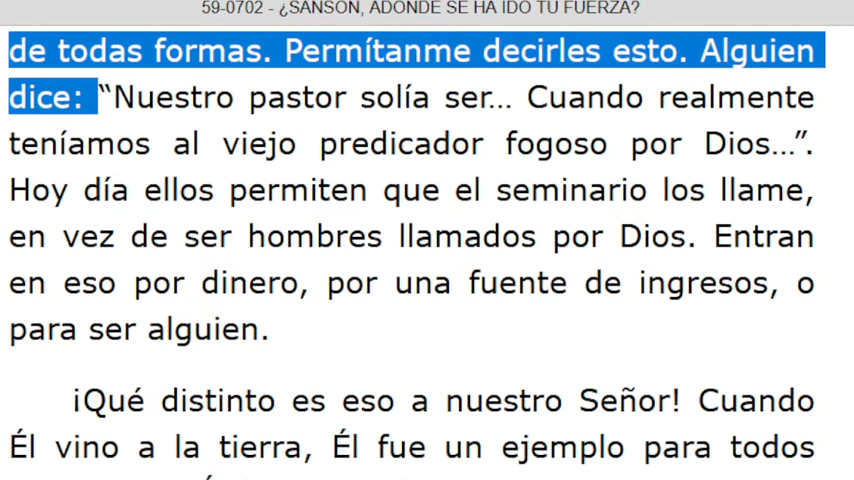 59-0702 - ¿SANSÓN, ADÓNDE SE HA IDO TU FUERZA?
de todas formas. Permítanme decirles esto. Alguien
dice: “Nuestro pastor solía ser... Cuando realmente
teníamos al viejo predicador fogoso por Dios...”.
Hoy día ellos permiten que el seminario los llame,
en vez de ser hombres llamados por Dios. Entran
en eso por dinero, por una fuente de ingresos, o
para ser alguien.
¡Qué distinto es eso a nuestro Señor! Cuando
Él vino a la tierra, Él fue un ejemplo para todos